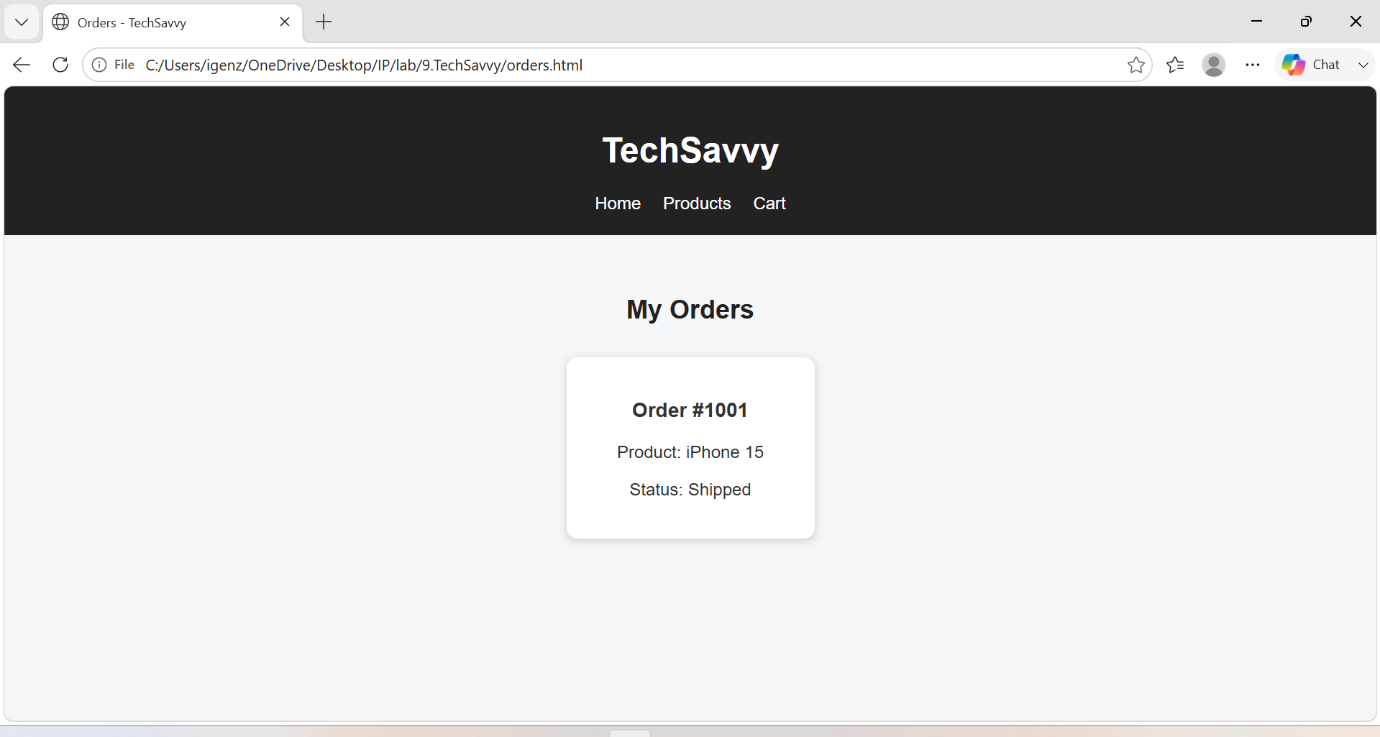 Orders - TechSavvy
File C:/Users/igenz/OneDrive/Desktop/IP/lab/9.TechSavvy/orders.html
Chat
TechSavvy
Home Products Cart
My Orders
Order #1001
Product: iPhone 15
Status: Shipped